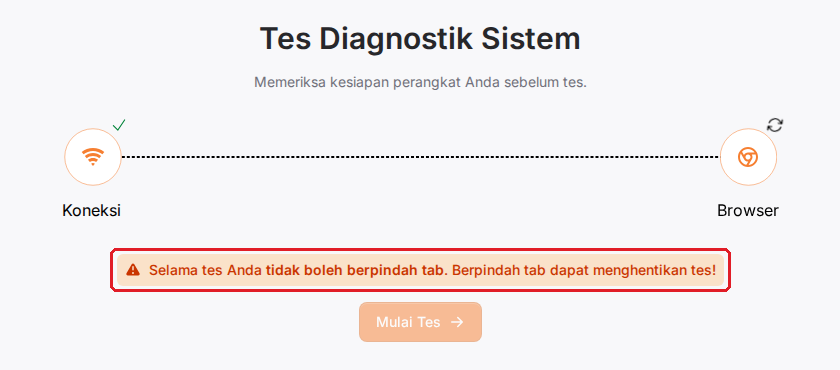 Tes Diagnostik Sistem
Memeriksa kesiapan perangkat Anda sebelum tes.
Koneksi
Browser
Selama tes Anda tidak boleh berpindah tab. Berpindah tab dapat menghentikan tes!
Mulai Tes